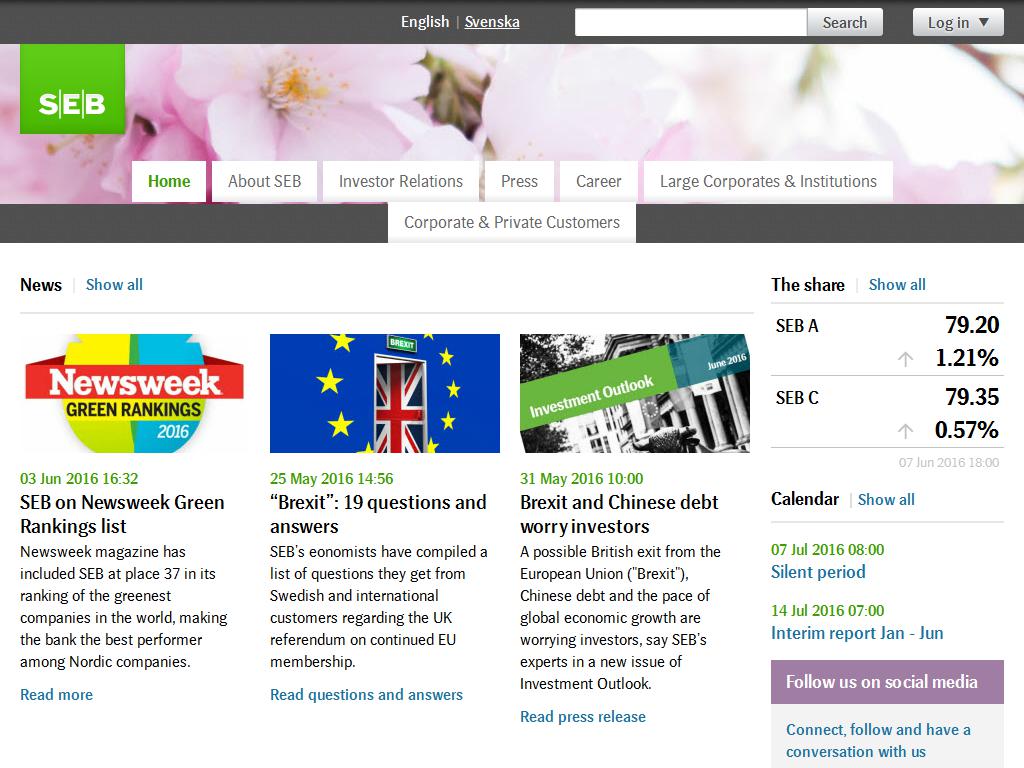 English | Svenska
Search
Log in ▼
S|E|B
Home
About SEB
Investor Relations
Press
Career
Large Corporates & Institutions
Corporate & Private Customers
News | Show all
Newsweek
GREEN RANKINGS
2016
03 Jun 2016 16:32
SEB on Newsweek Green
Rankings list
Newsweek magazine has
included SEB at place 37 in its
ranking of the greenest
companies in the world, making
the bank the best performer
among Nordic companies.
Read more
BREXIT
25 May 2016 14:56
“Brexit”: 19 questions and
answers
SEB's eonomists have compiled a
list of questions they get from
Swedish and international
customers regarding the UK
referendum on continued EU
membership.
Read questions and answers
Investment Outlook
June 2016
31 May 2016 10:00
Brexit and Chinese debt
worry investors
A possible British exit from the
European Union ("Brexit"),
Chinese debt and the pace of
global economic growth are
worrying investors, say SEB's
experts in a new issue of
Investment Outlook.
Read press release
The share | Show all
SEB A 79.20
↑ 1.21%
SEB C 79.35
↑ 0.57%
07 Jun 2016 18:00
Calendar | Show all
07 Jul 2016 08:00
Silent period
14 Jul 2016 07:00
Interim report Jan - Jun
Follow us on social media
Connect, follow and have a
conversation with us